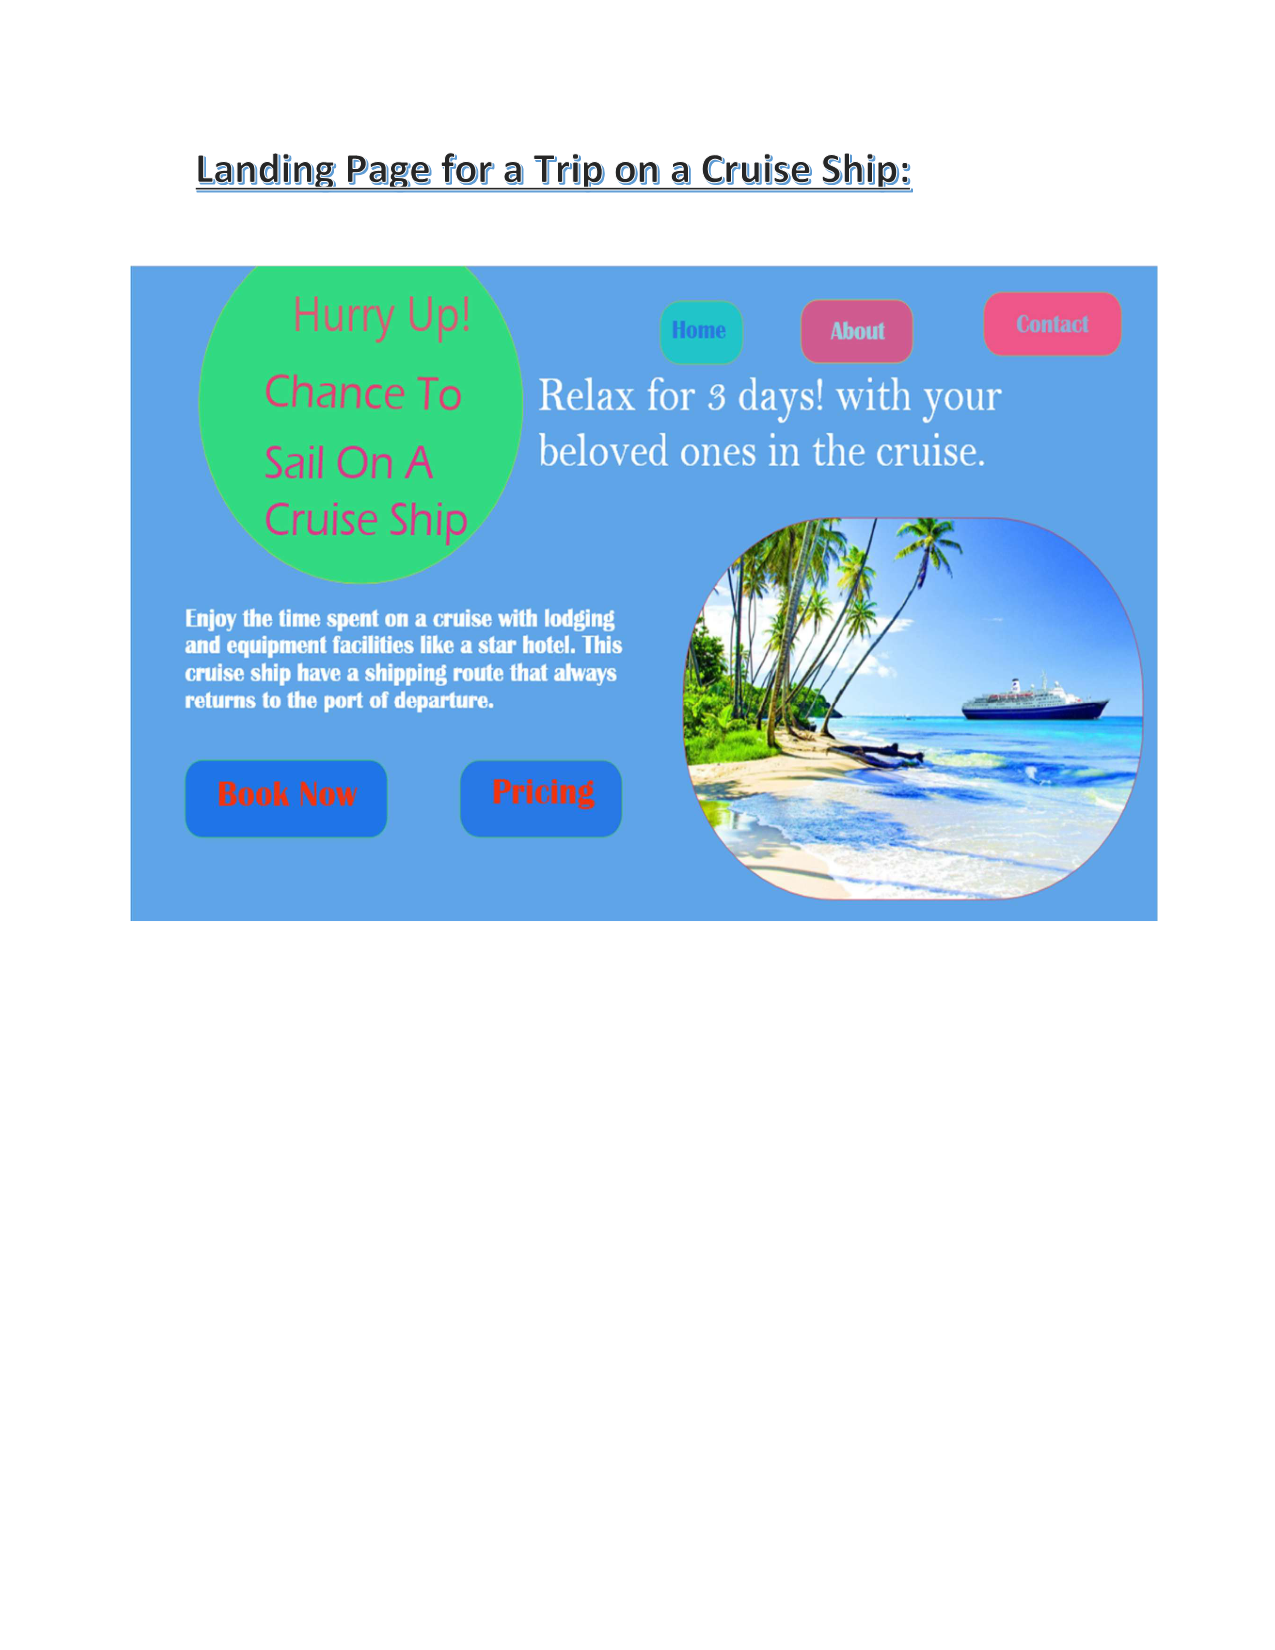 Landing Page for a Trip on a Cruise Ship:
Hurry Up!
Chance To
Sail On A
Cruise Ship
Home
About
Contact
Relax for 3 days! with your
beloved ones in the cruise.
Enjoy the time spent on a cruise with lodging
and equipment facilities like a star hotel. This
cruise ship have a shipping route that always
returns to the port of departure.
Book Now
Pricing